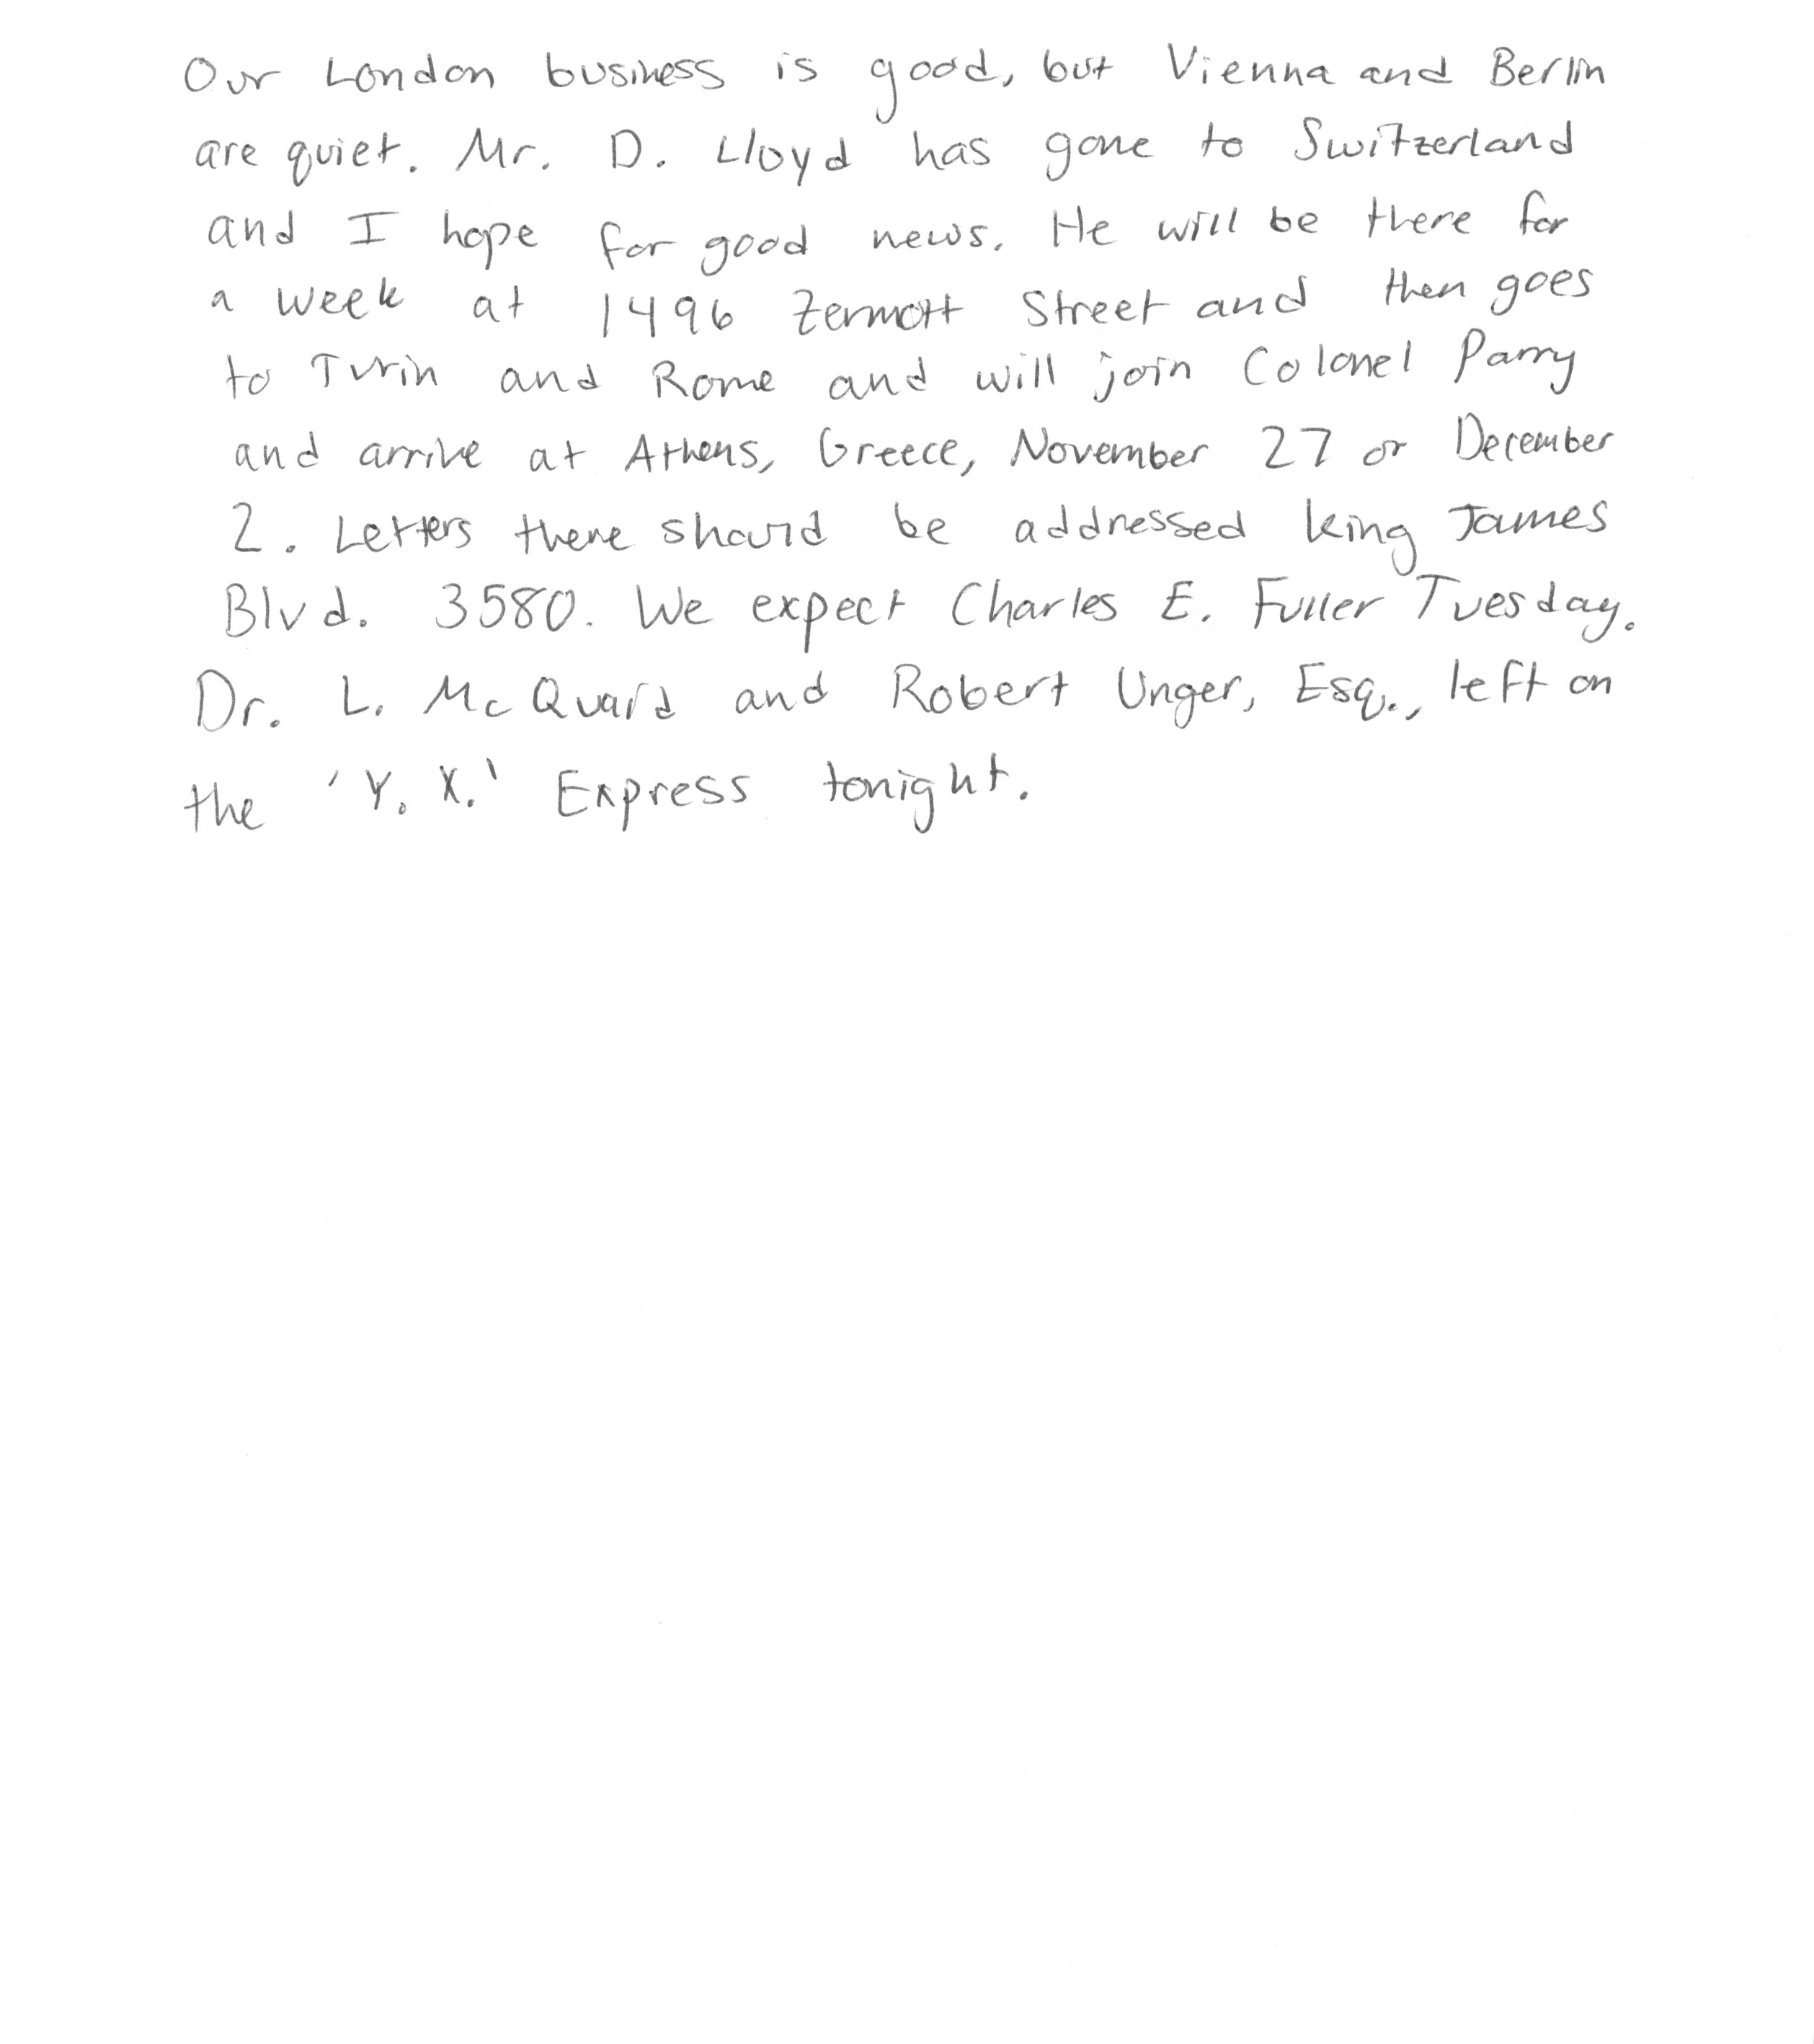 Our London business is good, but Vienna and Berlin
are quiet. Mr. D. Lloyd has gone to Switzerland
and I hope for good news. He will be there for
a week at 1496 Zermott Street and then goes
to Turin and Rome and will join Colonel Parry
and arrive at Athens, Greece, November 27 or December
2. Letters there should be addressed King James
Blvd. 3580. We expect Charles E. Fuller Tuesday.
Dr. L. McQuaid and Robert Unger, Esq., left on
the 'Y. X.' Express tonight.